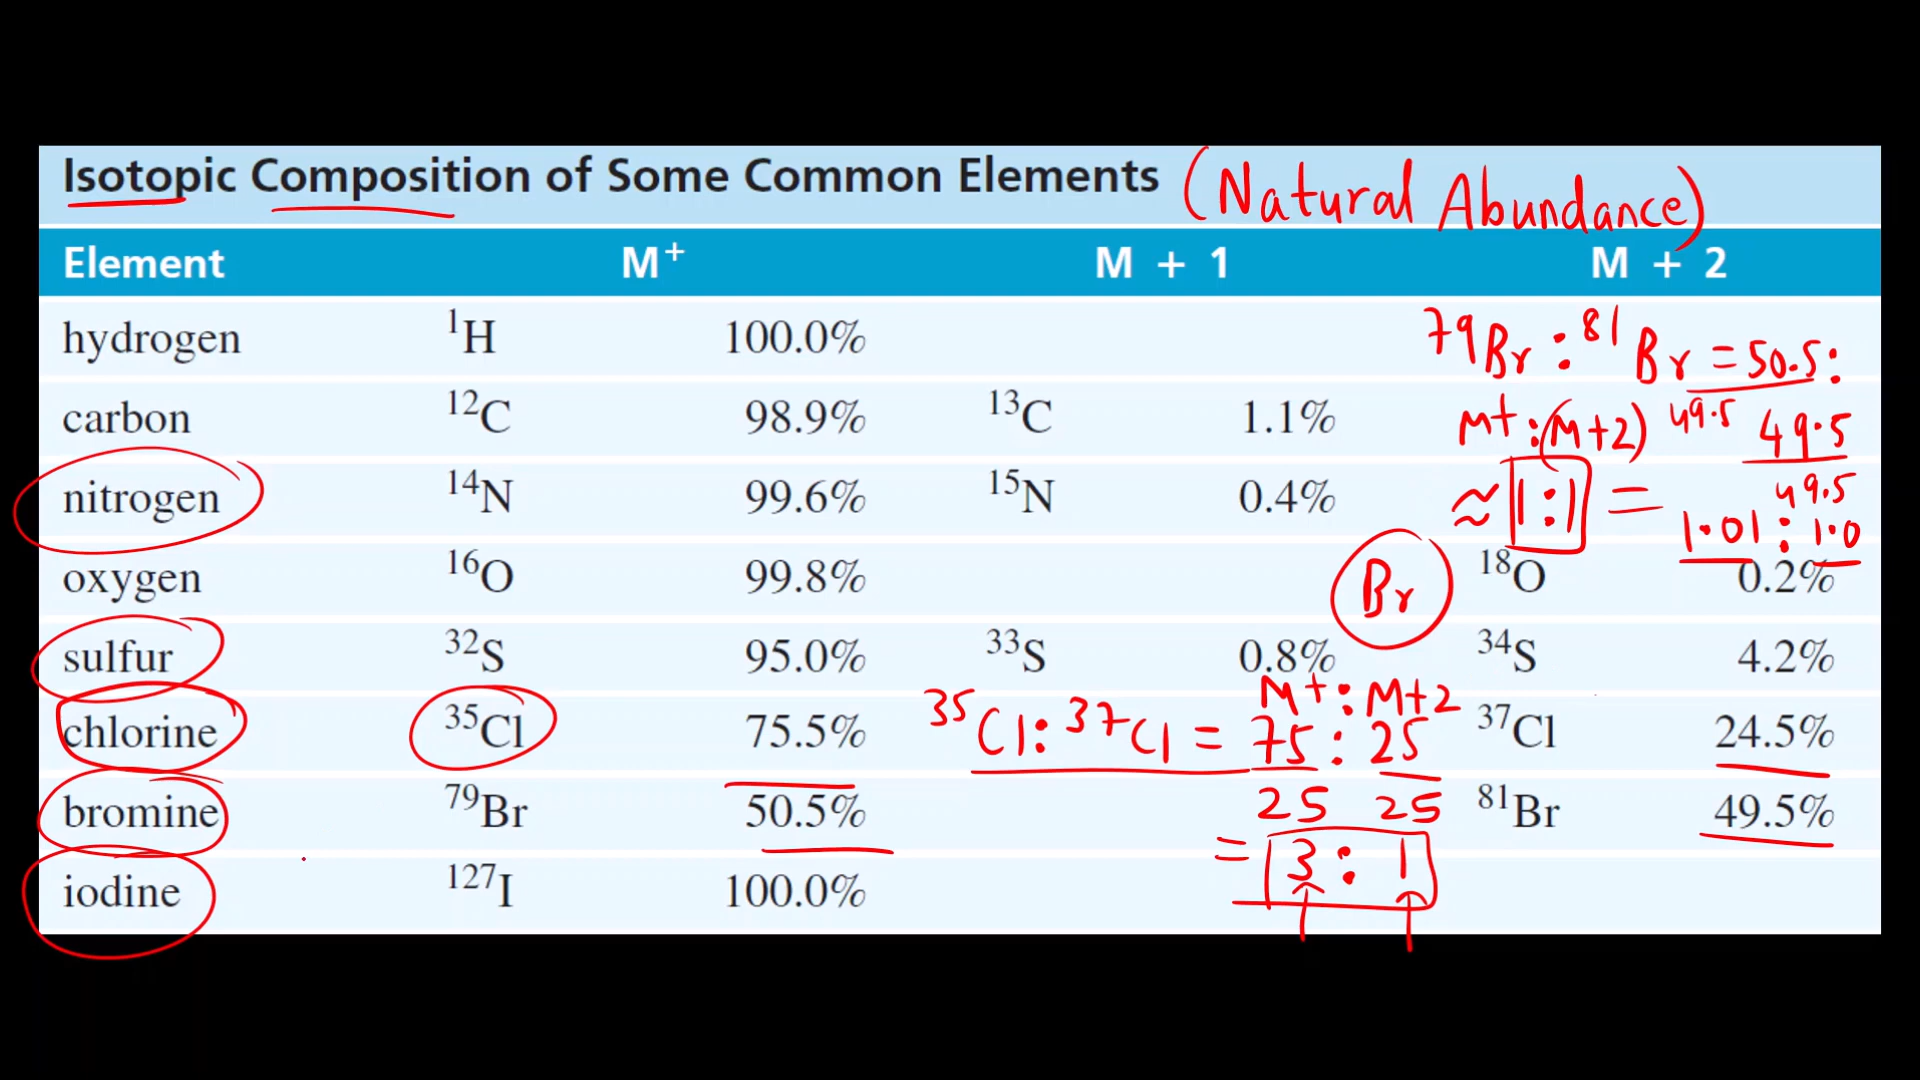 Isotopic Composition of Some Common Elements (Natural Abundance)
Element M⁺ M + 1 M + 2
hydrogen ¹H 100.0%
⁷⁹Br : ⁸¹Br = 50.5 :
carbon ¹²C 98.9% ¹³C 1.1%
M+ : (M+2) 49.5 49.5
nitrogen ¹⁴N 99.6% ¹⁵N 0.4%
49.5
≈ 1:1 = 1.01 : 1.0
oxygen ¹⁶O 99.8% ¹⁸O 0.2%
Br
sulfur ³²S 95.0% ³³S 0.8% ³⁴S 4.2%
M+ : M+2
chlorine ³⁵Cl 75.5% ³⁵Cl : ³⁷Cl = 75 : 25 ³⁷Cl 24.5%
25 25
bromine ⁷⁹Br 50.5% ⁸¹Br 49.5%
= 3 : 1
iodine ¹²⁷I 100.0%